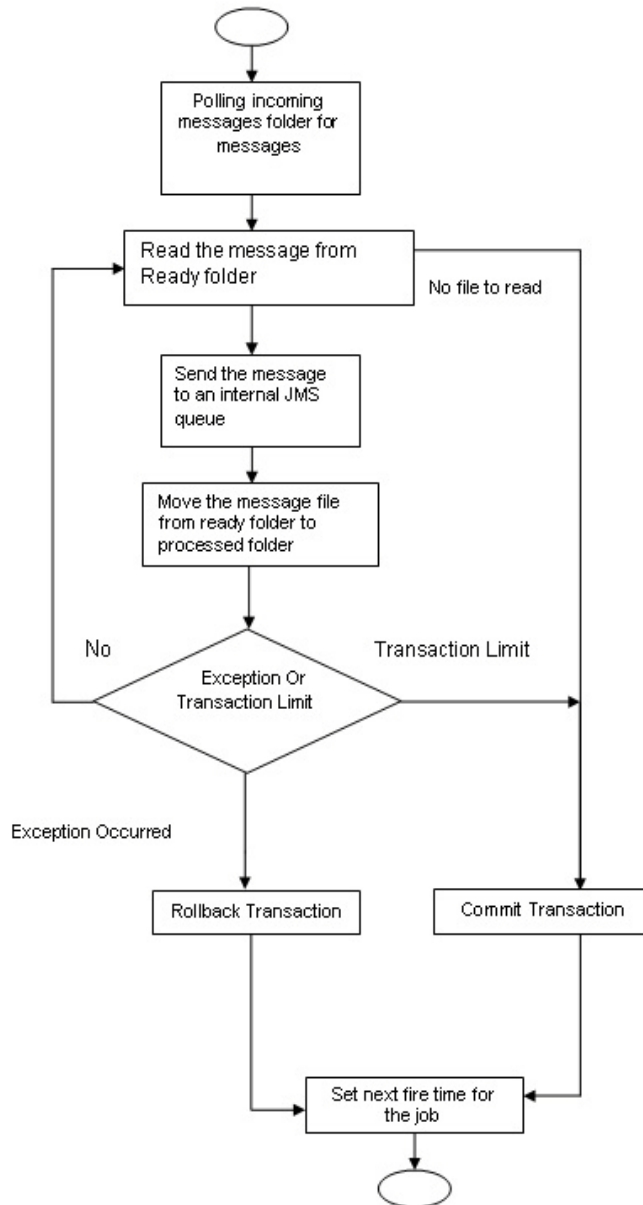 Polling incoming
messages folder for
messages
Read the message from
Ready folder
No file to read
Send the message
to an internal JMS
queue
Move the message file
from ready folder to
processed folder
No
Transaction Limit
Exception Or
Transaction Limit
Exception Occurred
Rollback Transaction
Commit Transaction
Set next fire time for
the job